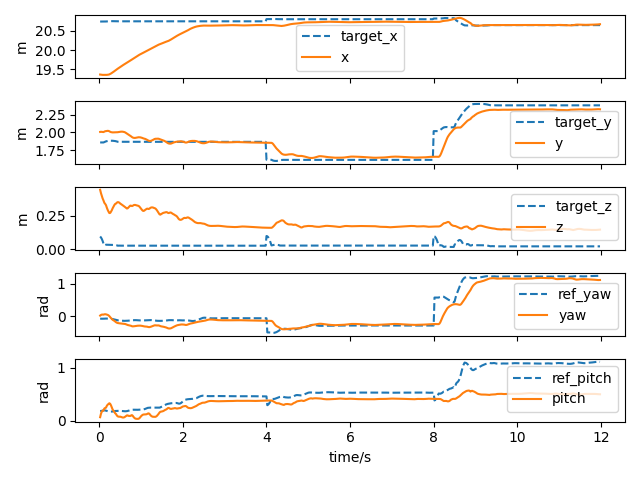 20.5
20.0
19.5
m
target_x
x
2.25
2.00
1.75
m
target_y
y
0.25
0.00
m
target_z
z
1
0
rad
ref_yaw
yaw
1
0
rad
ref_pitch
pitch
0 2 4 6 8 10 12
time/s